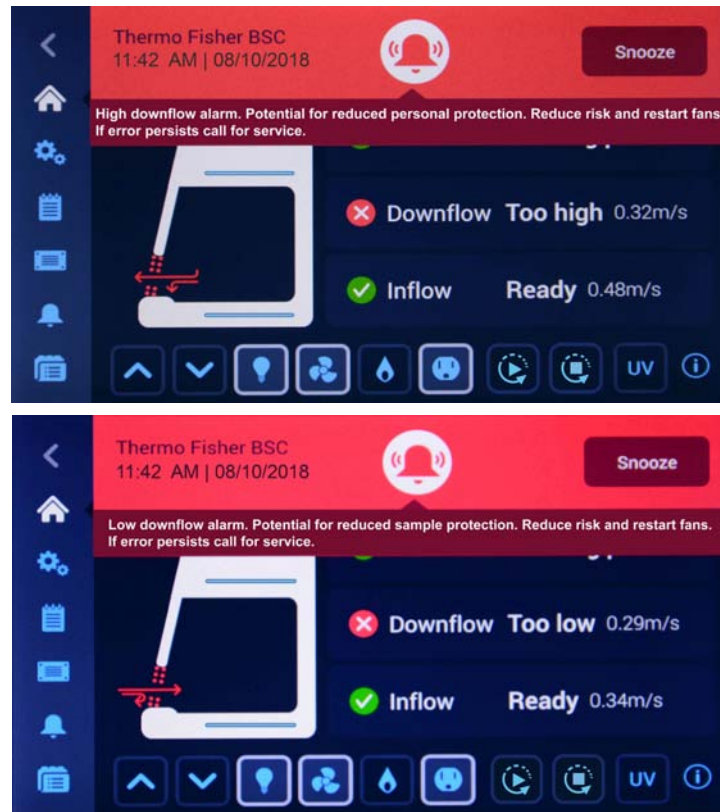 Thermo Fisher BSC
11:42 AM | 08/10/2018
Snooze
High downflow alarm. Potential for reduced personal protection. Reduce risk and restart fans
If error persists call for service.
Downflow Too high 0.32m/s
Inflow Ready 0.48m/s
UV
Thermo Fisher BSC
11:42 AM | 08/10/2018
Snooze
Low downflow alarm. Potential for reduced sample protection. Reduce risk and restart fans.
If error persists call for service.
Downflow Too low 0.29m/s
Inflow Ready 0.34m/s
UV